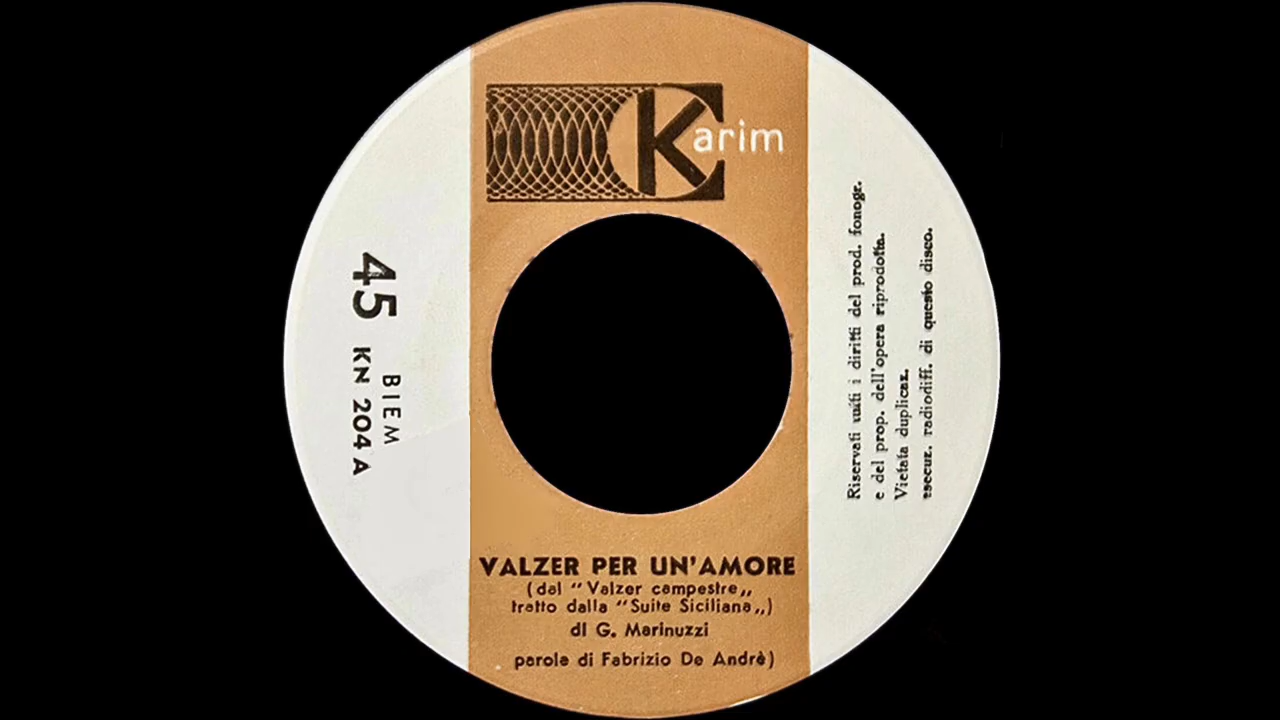 Karim
45
BIEM
KN 204 A
Riservati tutti i diritti del prod. fonogr.
e del prop. dell'opera riprodotta.
Vietata duplicaz.
esecuz. radiodiff. di questo disco.
VALZER PER UN'AMORE
(dal "Valzer campestre„
tratto dalla "Suite Siciliana„)
di G. Marinuzzi
parole di Fabrizio De Andrè)